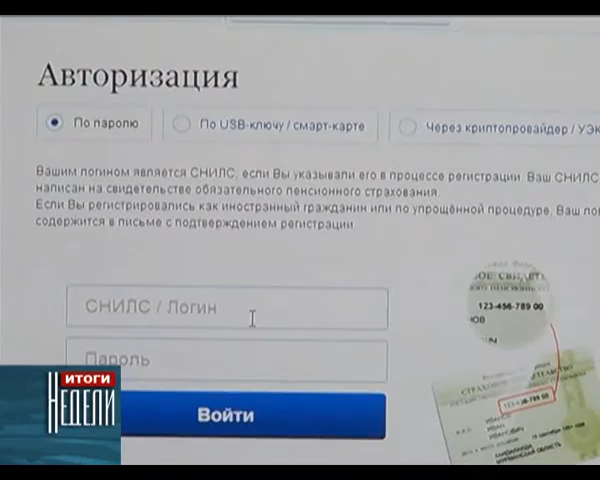 Авторизация
По паролю
По USB-ключу / смарт-карте
Через криптопровайдер / УЭК
Вашим логином является СНИЛС, если Вы указывали его в процессе регистрации. Ваш СНИЛС
написан на свидетельстве обязательного пенсионного страхования.
Если Вы регистрировались как иностранный гражданин или по упрощённой процедуре, Ваш
содержится в письме с подтверждением регистрации
СНИЛС / Логин
Пароль
Войти
123-456-789 00
ИТОГИ
НЕДЕЛИ